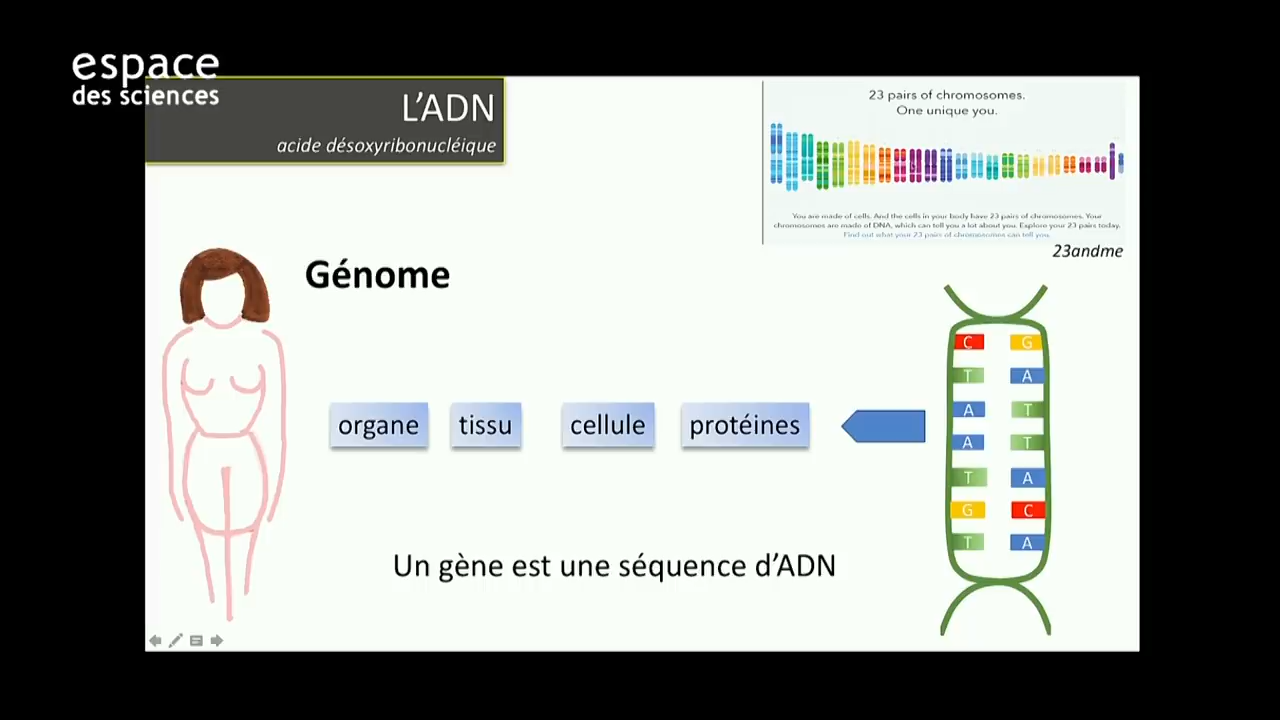 espace
des sciences
L'ADN
acide désoxyribonucléique
23 pairs of chromosomes.
One unique you.
You are made of cells. And the cells in your body have 23 pairs of chromosomes. Your
chromosomes are made of DNA, which can tell you a lot about you. Explore your 23 pairs today.
Find out what your 23 pairs of chromosomes can tell you.
23andme
Génome
organe tissu cellule protéines
C G
T A
A T
A T
T A
G C
T A
Un gène est une séquence d'ADN